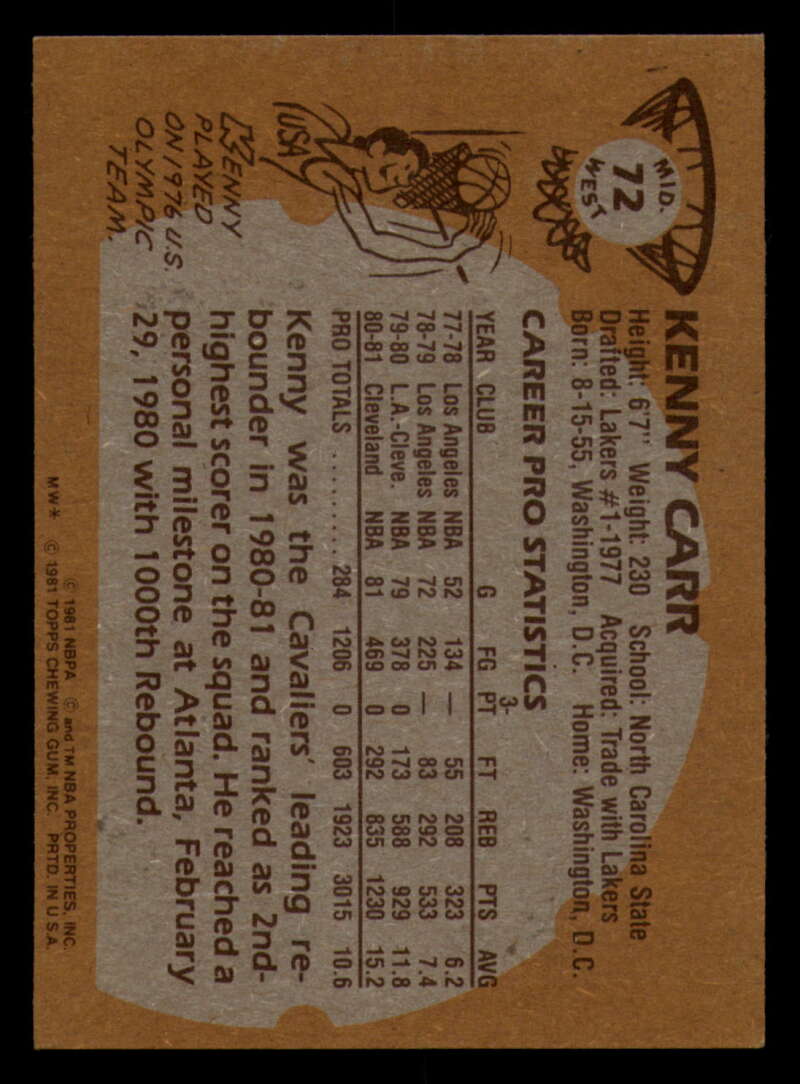 MID.
72
WEST
KENNY CARR
Height: 6'7" Weight: 230 School: North Carolina State
Drafted: Lakers #1-1977 Acquired: Trade with Lakers
Born: 8-15-55, Washington, D.C. Home: Washington, D.C.
CAREER PRO STATISTICS
3-
YEAR CLUB G FG PT FT REB PTS AVG
77-78 Los Angeles NBA 52 134 — 55 208 323 6.2
78-79 Los Angeles NBA 72 225 — 83 292 533 7.4
79-80 L.A.-Cleve. NBA 79 378 0 173 588 929 11.8
80-81 Cleveland NBA 81 469 0 292 835 1230 15.2
PRO TOTALS ......... 284 1206 0 603 1923 3015 10.6
USA
KENNY
PLAYED
ON 1976 U.S.
OLYMPIC
TEAM.
Kenny was the Cavaliers' leading re-
bounder in 1980-81 and ranked as 2nd-
highest scorer on the squad. He reached a
personal milestone at Atlanta, February
29, 1980 with 1000th Rebound.
© 1981 NBPA © and TM NBA PROPERTIES, INC.
MW* © 1981 TOPPS CHEWING GUM, INC. PRTD. IN U.S.A.